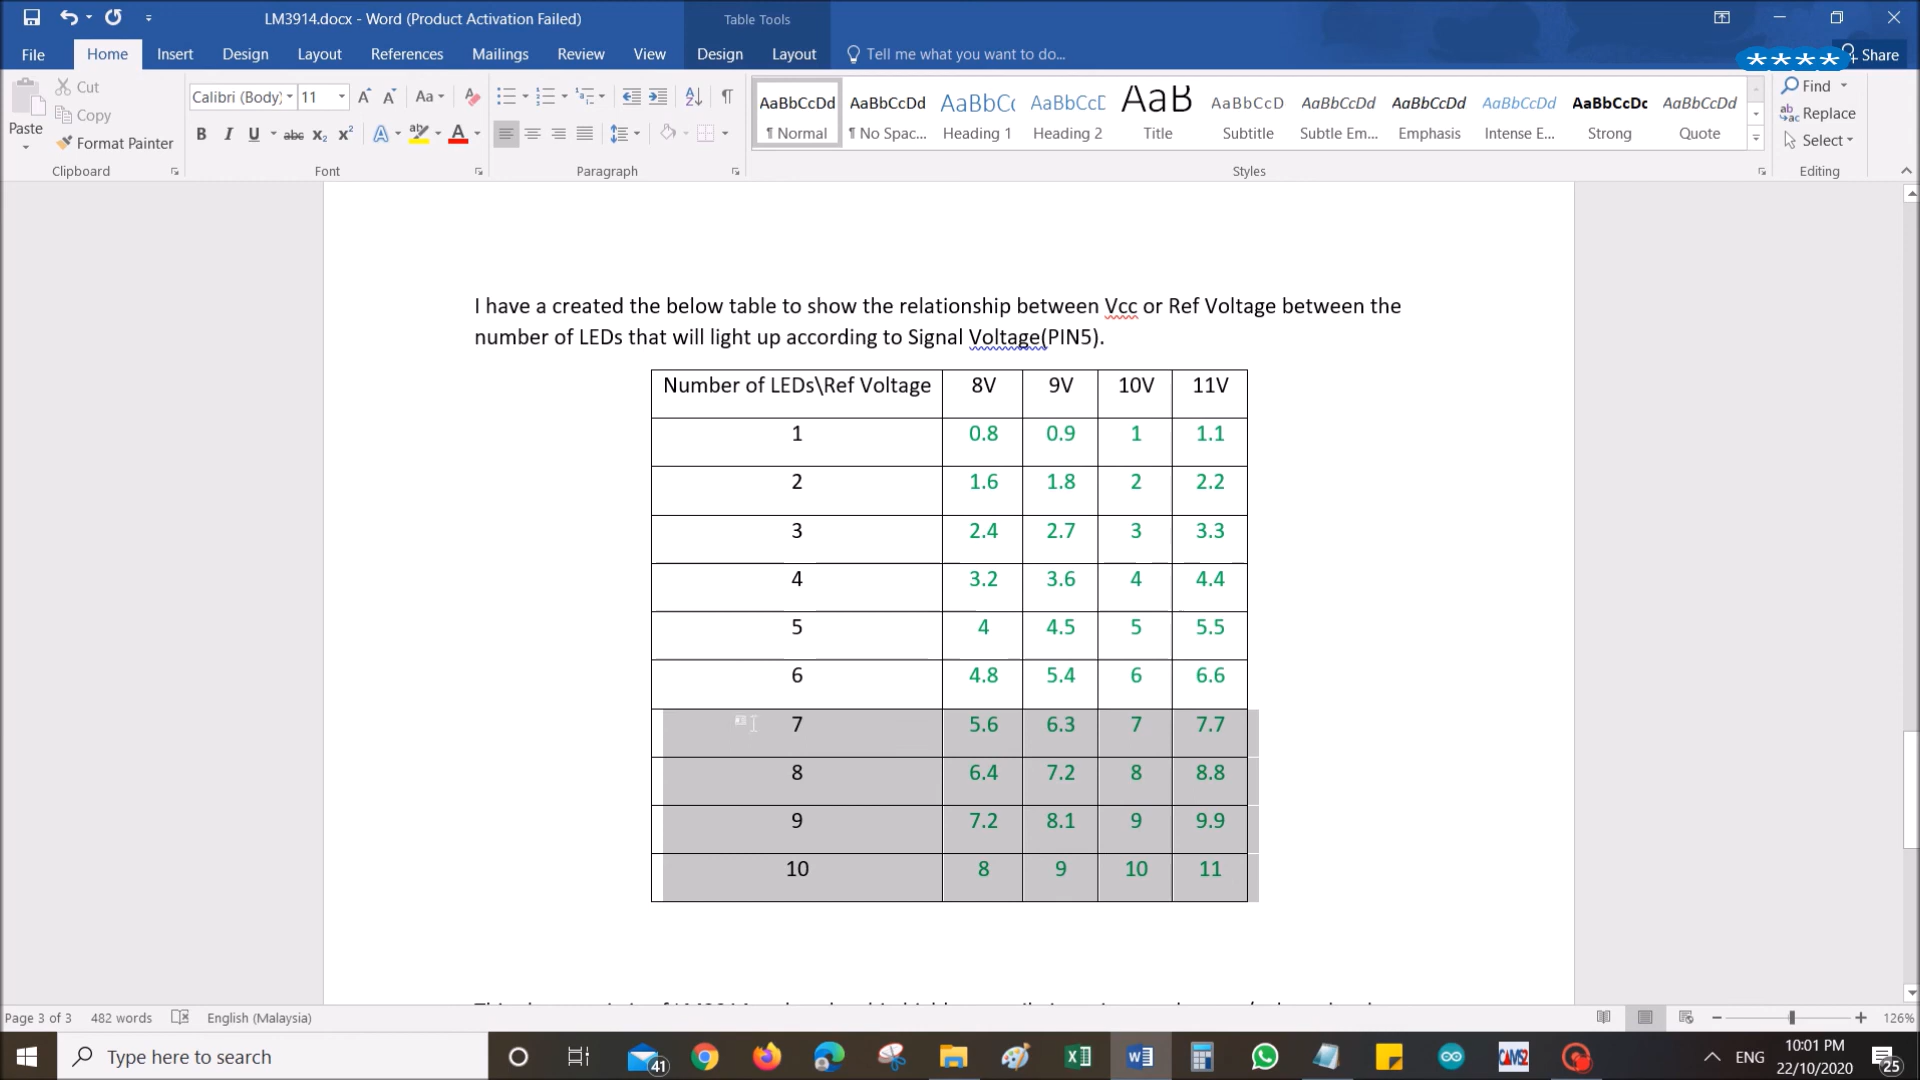 LM3914.docx - Word (Product Activation Failed)
Table Tools
File Home Insert Design Layout References Mailings Review View Design Layout Tell me what you want to do...
****
Share
Paste
Cut
Copy
Format Painter
Clipboard
Calibri (Body) 11
Font
Paragraph
AaBbCcDd AaBbCcDd AaBbCc AaBbCcD AaB AaBbCcD AaBbCcDd AaBbCcDd AaBbCcDd AaBbCcDc AaBbCcDd
¶ Normal ¶ No Spac... Heading 1 Heading 2 Title Subtitle Subtle Em... Emphasis Intense E... Strong Quote
Styles
Find
Replace
Select
Editing
I have a created the below table to show the relationship between Vcc or Ref Voltage between the
number of LEDs that will light up according to Signal Voltage(PIN5).
Number of LEDs\Ref Voltage 8V 9V 10V 11V
1 0.8 0.9 1 1.1
2 1.6 1.8 2 2.2
3 2.4 2.7 3 3.3
4 3.2 3.6 4 4.4
5 4 4.5 5 5.5
6 4.8 5.4 6 6.6
7 5.6 6.3 7 7.7
8 6.4 7.2 8 8.8
9 7.2 8.1 9 9.9
10 8 9 10 11
Page 3 of 3 482 words English (Malaysia)
126%
Type here to search
41
CAMS2
ENG
10:01 PM
22/10/2020
25